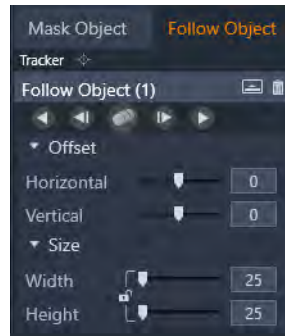 Mask Object Follow Object
Tracker
Follow Object (1)
Offset
Horizontal 0
Vertical 0
Size
Width 25
Height 25